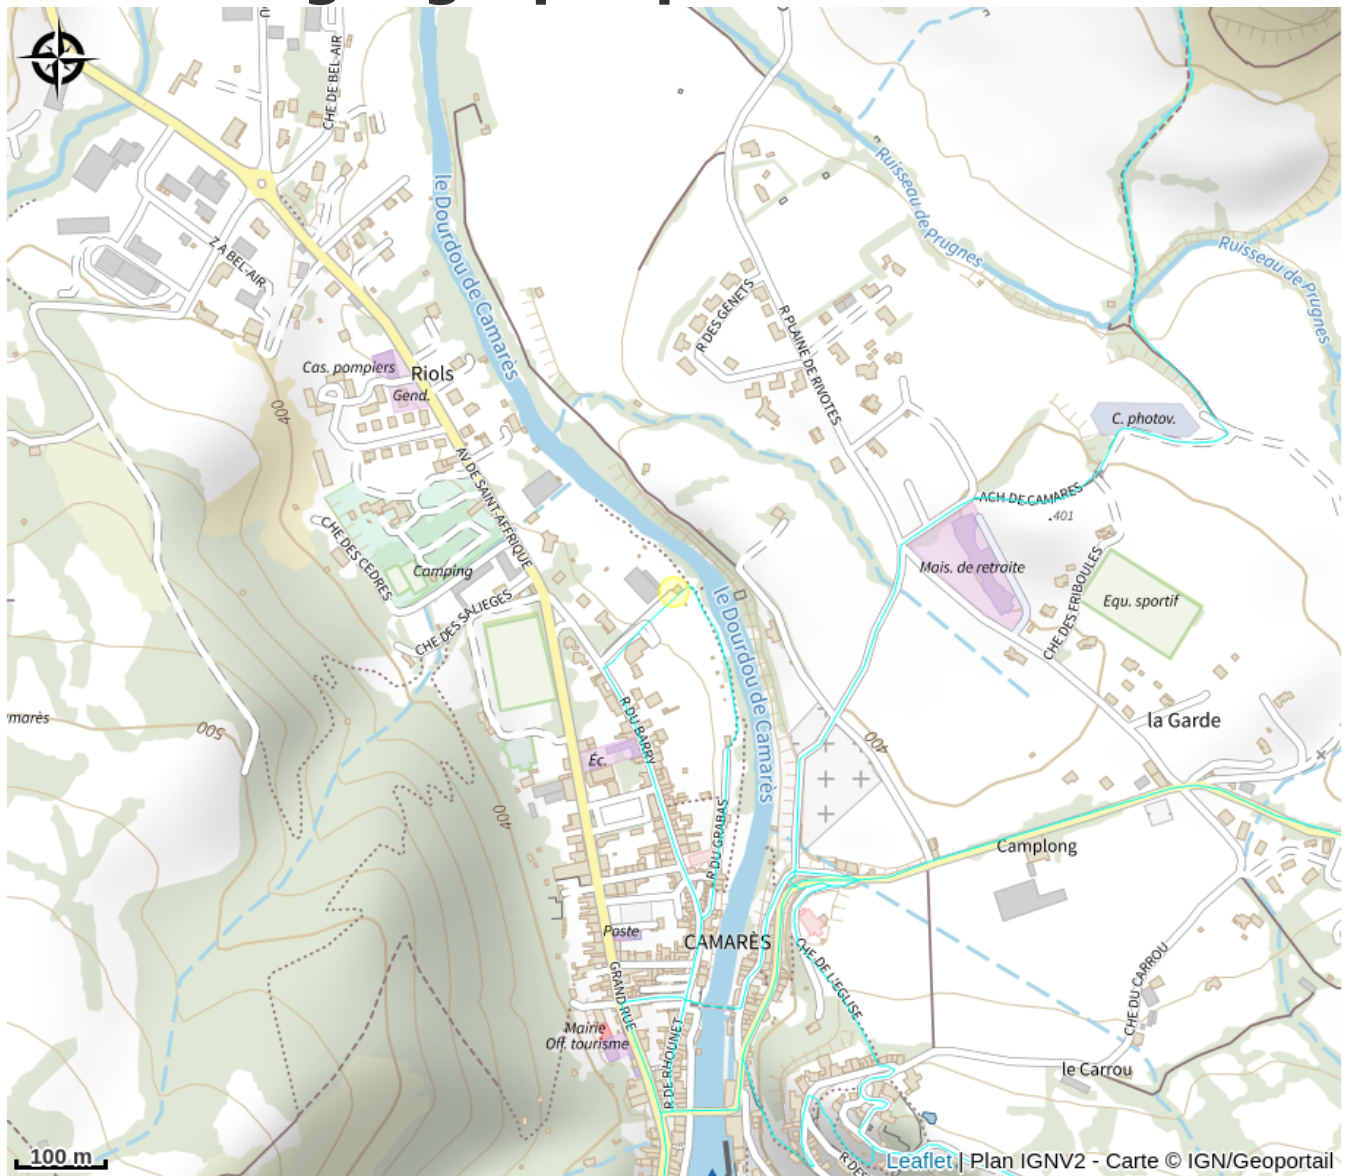 CHE DE BEL-AIR
Z A BEL-AIR
le Dourdou de Camarès
Ruisseau de Prugnes
Ruisseau de Prugnes
R DES GENETS
R PLAINE DE RIVOTES
Cas. pompiers
Riols
Gend.
400
C. photov.
AV DE SAINT-AFFRIQUE
ACH DE CAMARES
401
CHE DES CEDRES
Camping
Mais. de retraite
CHE DES FRIBOULES
Equ. sportif
CHE DES SALIEGES
le Dourdou de Camarès
marès
500
R DU BARRY
400
la Garde
Éc.
400
R DU GRABAS
Camplong
Poste
CAMARÈS
GRAND RUE
CHE DE L'EGLISE
CHE DU CARROU
Mairie
Off. tourisme
R DE RHOUNET
le Carrou
R DES
100 m
Leaflet | Plan IGNV2 - Carte © IGN/Geoportail